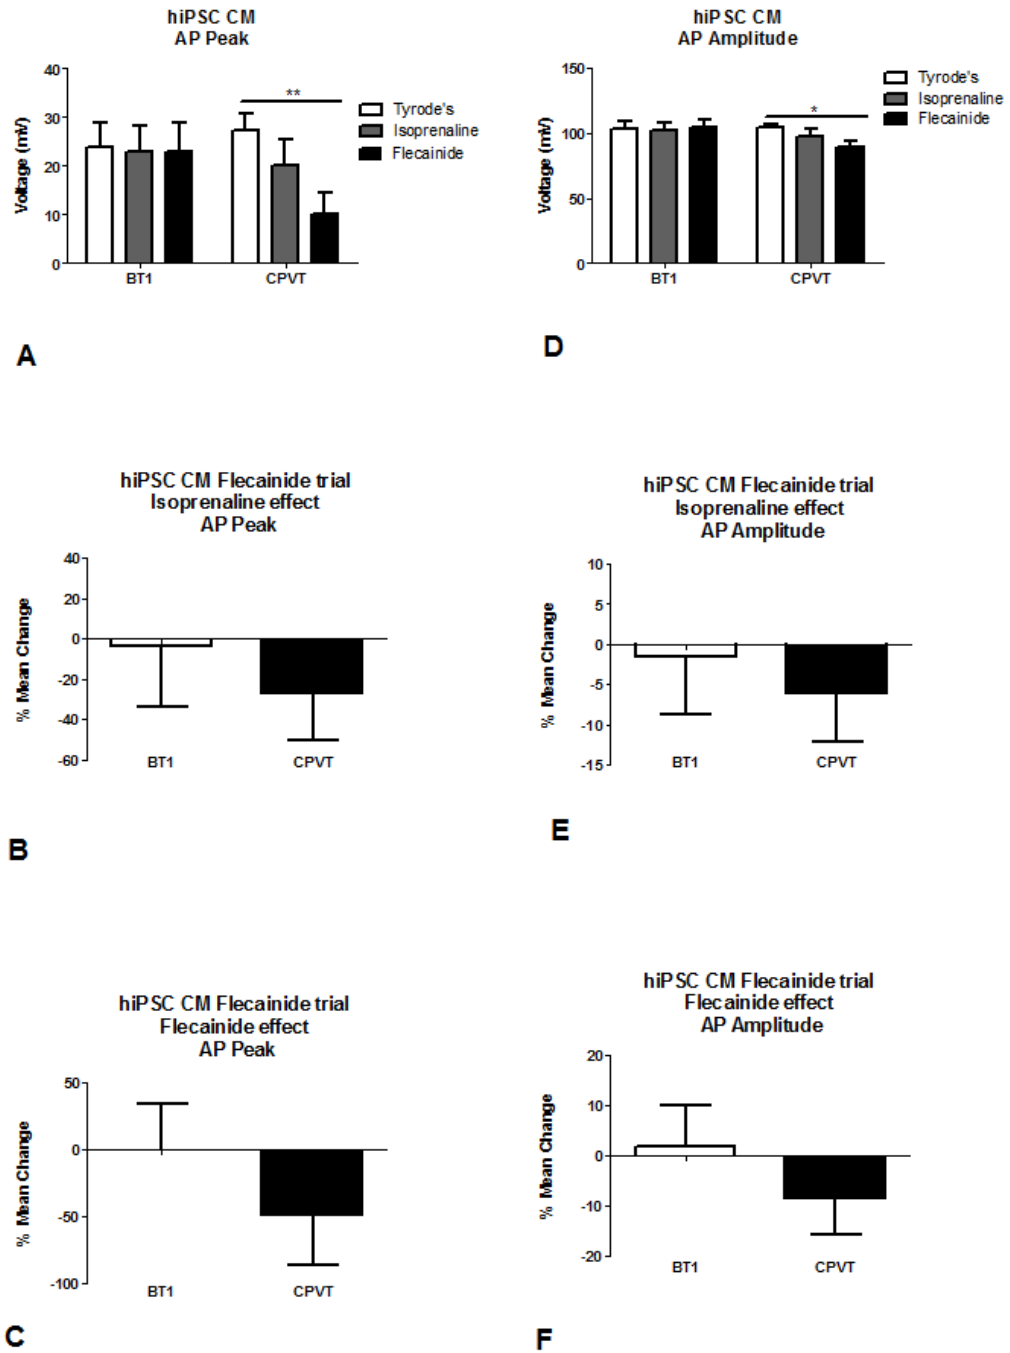 hiPSC CM
AP Peak
40
30
20
10
0
Voltage (mV)
BT1
CPVT
**
Tyrode's
Isoprenaline
Flecainide
A
hiPSC CM
AP Amplitude
150
100
50
0
Voltage (mV)
BT1
CPVT
*
Tyrode's
Isoprenaline
Flecainide
D
hiPSC CM Flecainide trial
Isoprenaline effect
AP Peak
40
20
0
-20
-40
-60
% Mean Change
BT1
CPVT
B
hiPSC CM Flecainide trial
Isoprenaline effect
AP Amplitude
10
5
0
-5
-10
-15
% Mean Change
BT1
CPVT
E
hiPSC CM Flecainide trial
Flecainide effect
AP Peak
50
0
-50
-100
% Mean Change
BT1
CPVT
C
hiPSC CM Flecainide trial
Flecainide effect
AP Amplitude
20
10
0
-10
-20
% Mean Change
BT1
CPVT
F